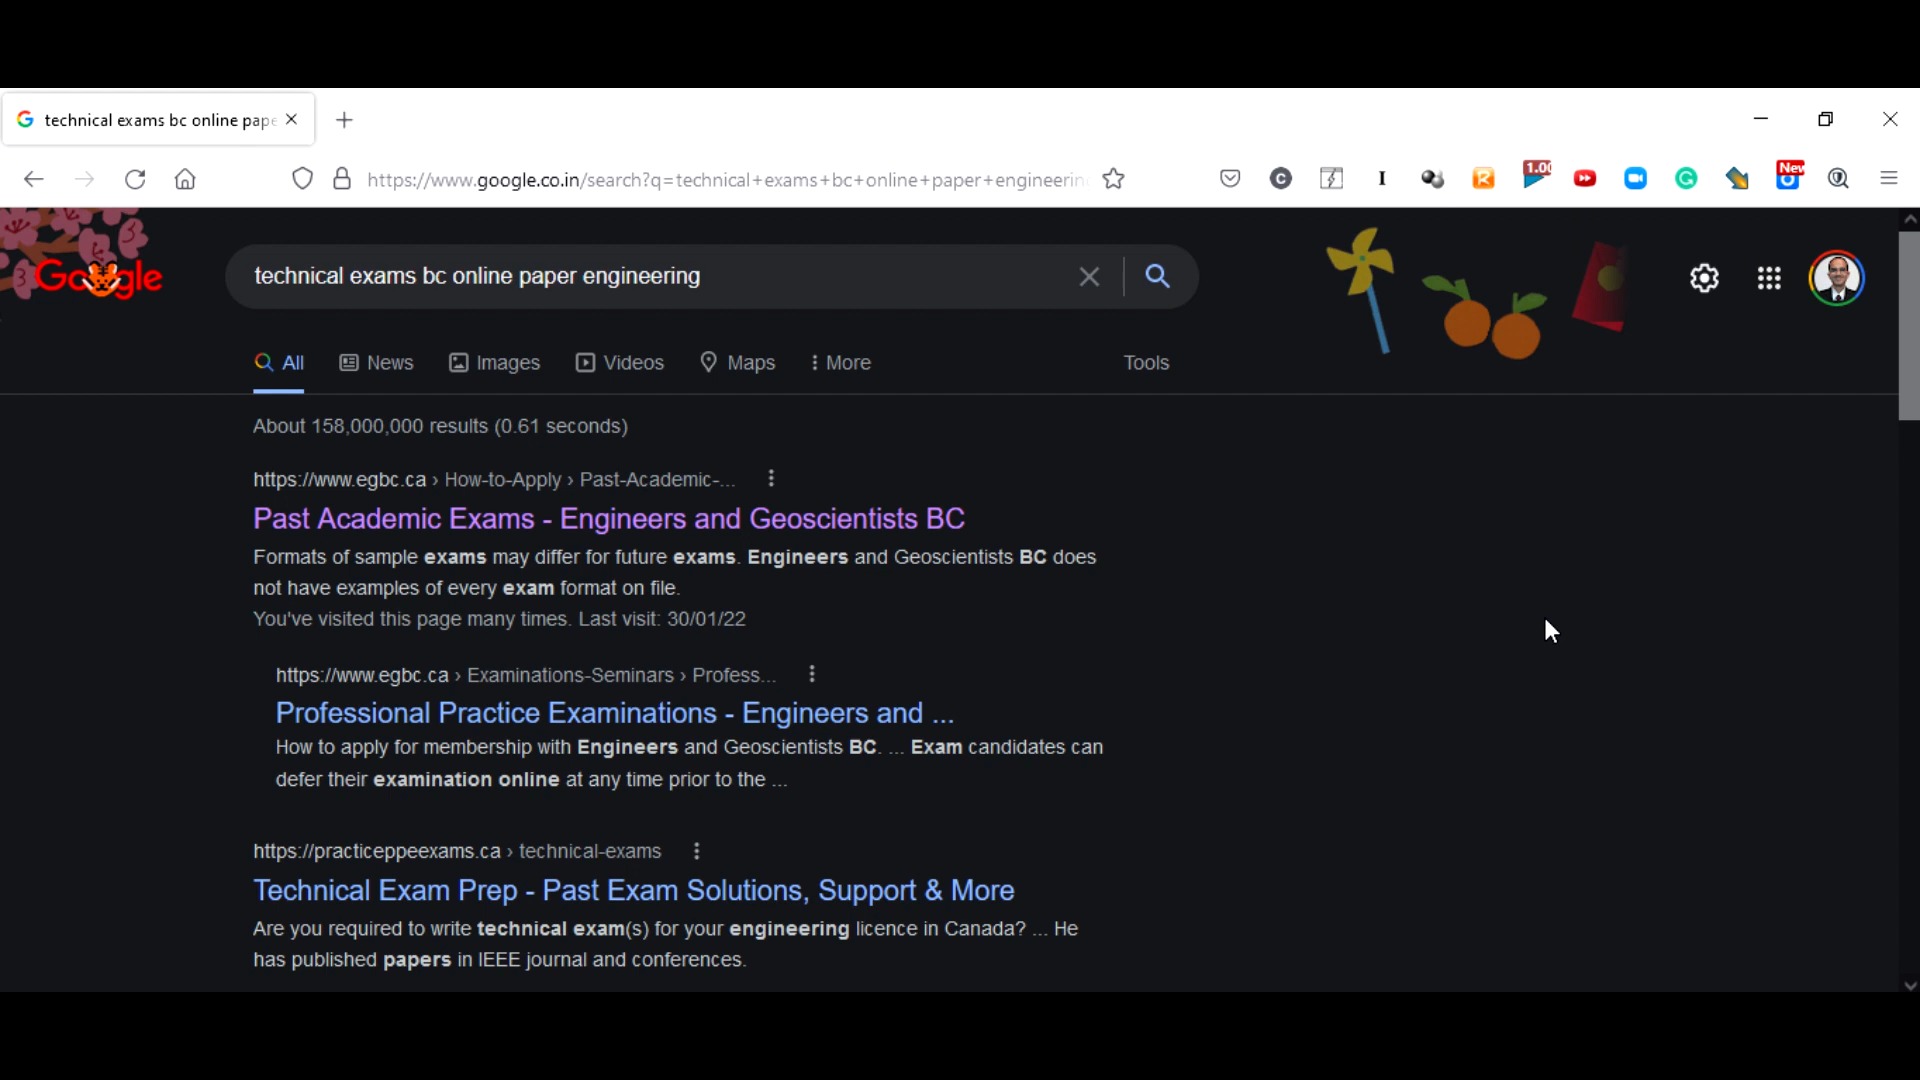 technical exams bc online pape
https://www.google.co.in/search?q=technical+exams+bc+online+paper+engineerin
1.00
New
Google
technical exams bc online paper engineering
All News Images Videos Maps More Tools
About 158,000,000 results (0.61 seconds)
https://www.egbc.ca › How-to-Apply › Past-Academic-...
Past Academic Exams - Engineers and Geoscientists BC
Formats of sample exams may differ for future exams. Engineers and Geoscientists BC does
not have examples of every exam format on file.
You've visited this page many times. Last visit: 30/01/22
https://www.egbc.ca › Examinations-Seminars › Profess...
Professional Practice Examinations - Engineers and ...
How to apply for membership with Engineers and Geoscientists BC. ... Exam candidates can
defer their examination online at any time prior to the ...
https://practiceppeexams.ca › technical-exams
Technical Exam Prep - Past Exam Solutions, Support & More
Are you required to write technical exam(s) for your engineering licence in Canada? ... He
has published papers in IEEE journal and conferences.